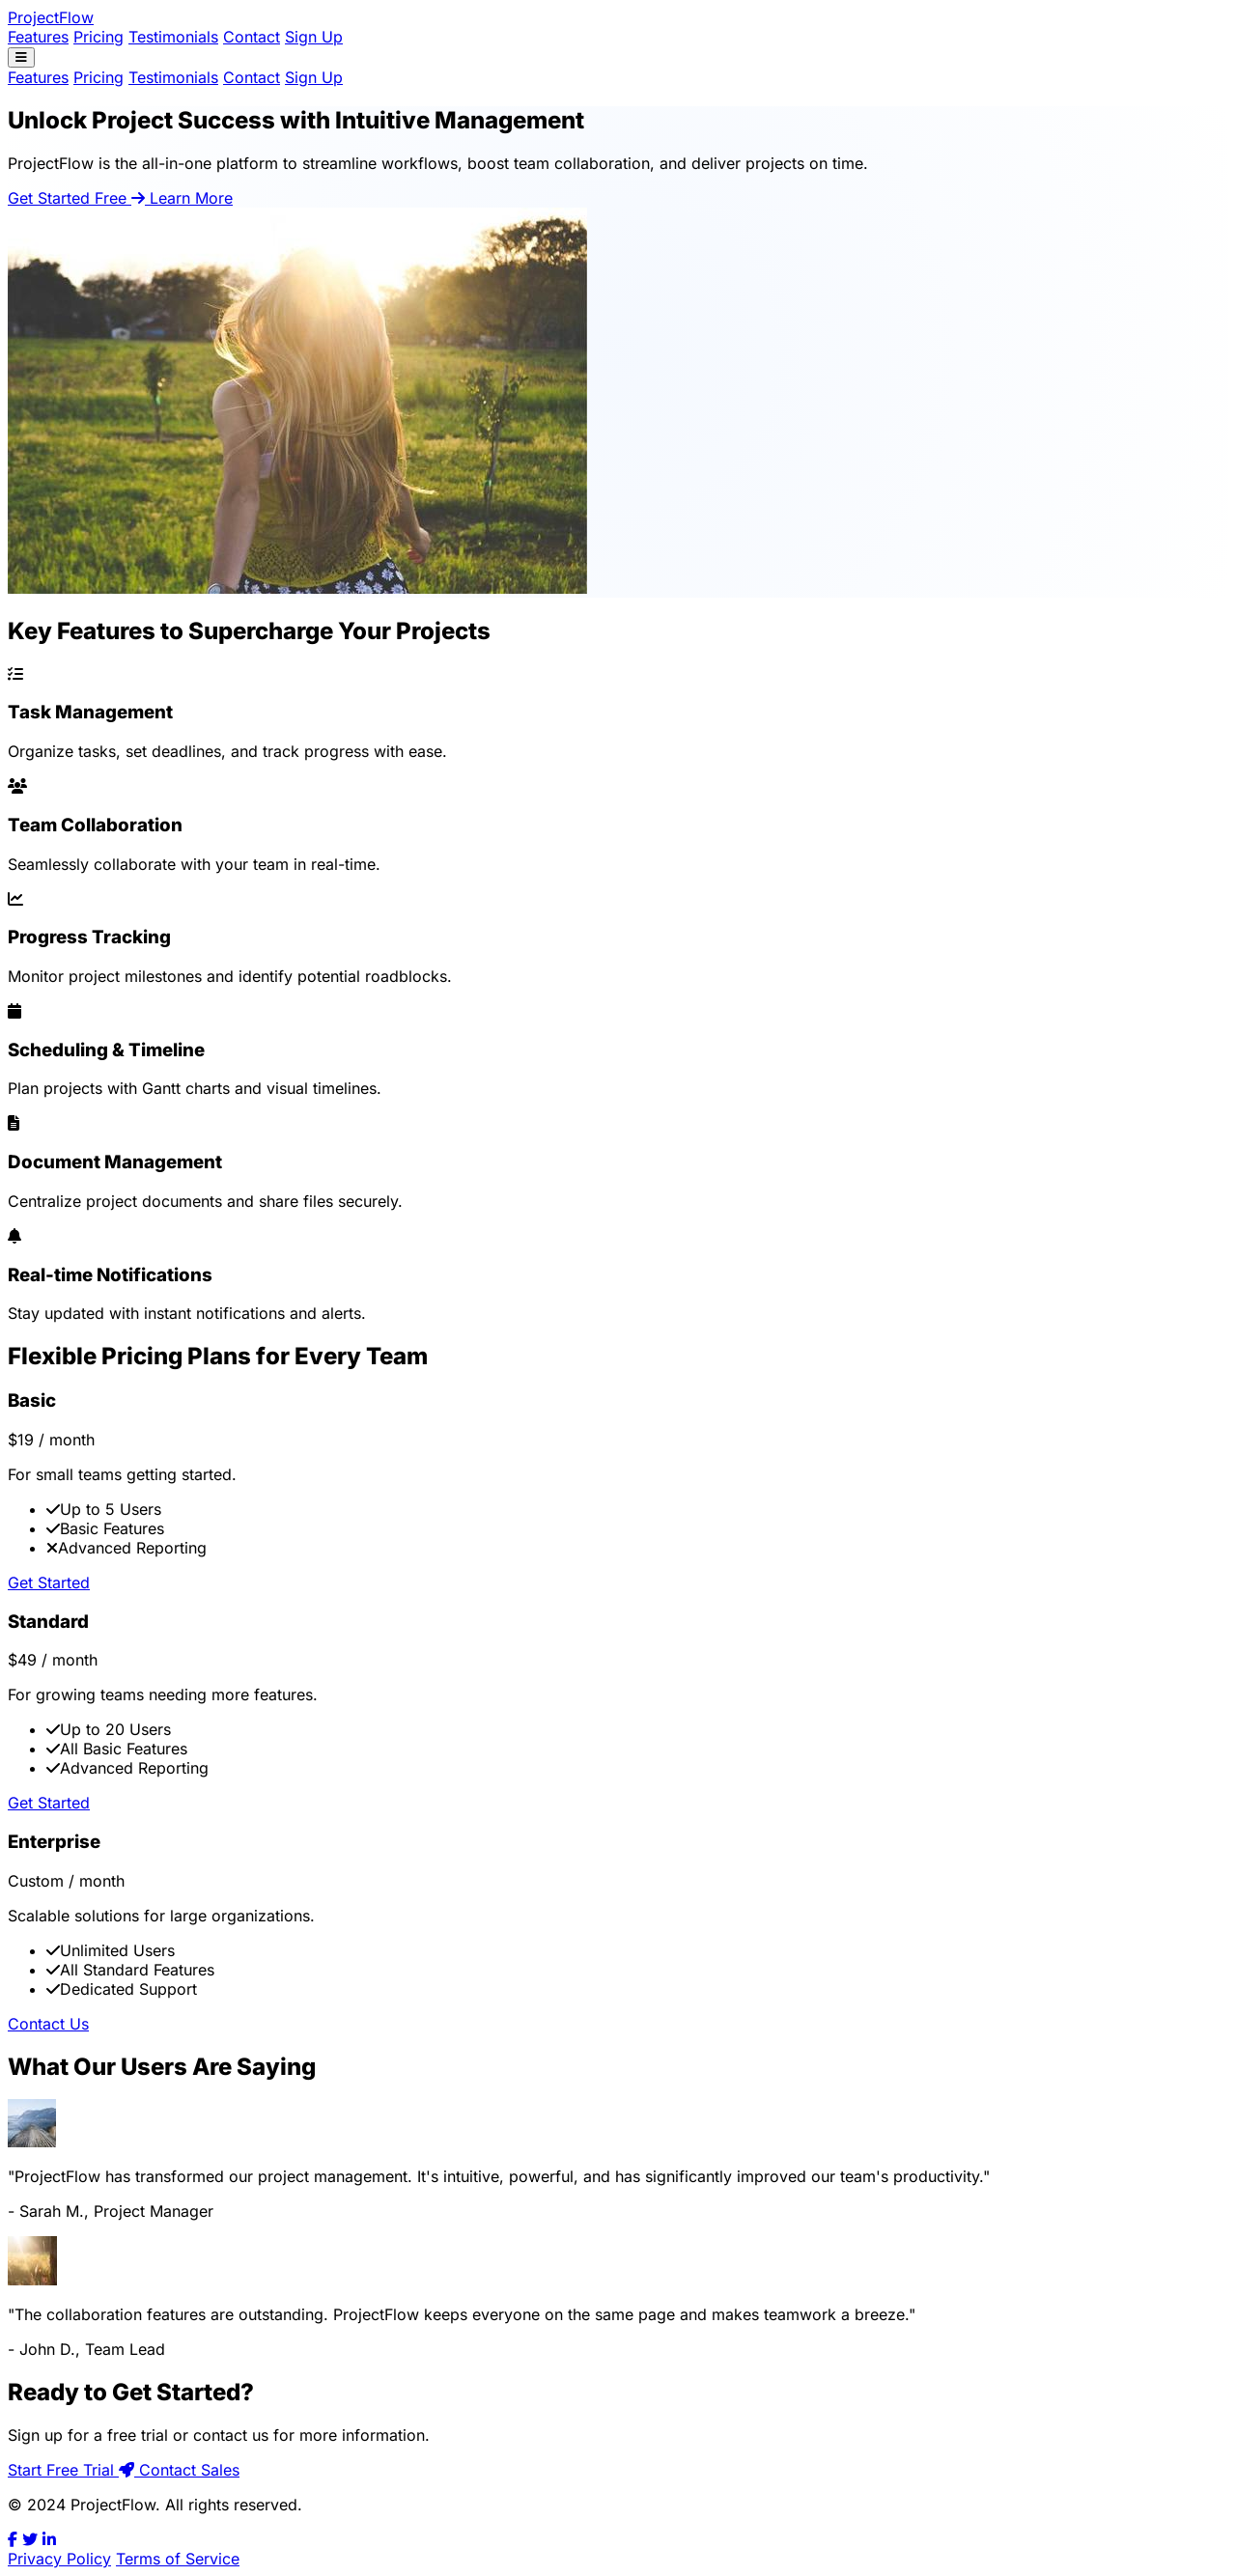 ProjectFlow
Features Pricing Testimonials Contact Sign Up
Features Pricing Testimonials Contact Sign Up
Unlock Project Success with Intuitive Management
ProjectFlow is the all-in-one platform to streamline workflows, boost team collaboration, and deliver projects on time.
Get Started Free Learn More
Key Features to Supercharge Your Projects
Task Management
Organize tasks, set deadlines, and track progress with ease.
Team Collaboration
Seamlessly collaborate with your team in real-time.
Progress Tracking
Monitor project milestones and identify potential roadblocks.
Scheduling & Timeline
Plan projects with Gantt charts and visual timelines.
Document Management
Centralize project documents and share files securely.
Real-time Notifications
Stay updated with instant notifications and alerts.
Flexible Pricing Plans for Every Team
Basic
$19 / month
For small teams getting started.
Up to 5 Users
Basic Features
Advanced Reporting
Get Started
Standard
$49 / month
For growing teams needing more features.
Up to 20 Users
All Basic Features
Advanced Reporting
Get Started
Enterprise
Custom / month
Scalable solutions for large organizations.
Unlimited Users
All Standard Features
Dedicated Support
Contact Us
What Our Users Are Saying
"ProjectFlow has transformed our project management. It's intuitive, powerful, and has significantly improved our team's productivity."
- Sarah M., Project Manager
"The collaboration features are outstanding. ProjectFlow keeps everyone on the same page and makes teamwork a breeze."
- John D., Team Lead
Ready to Get Started?
Sign up for a free trial or contact us for more information.
Start Free Trial Contact Sales
© 2024 ProjectFlow. All rights reserved.
Privacy Policy Terms of Service